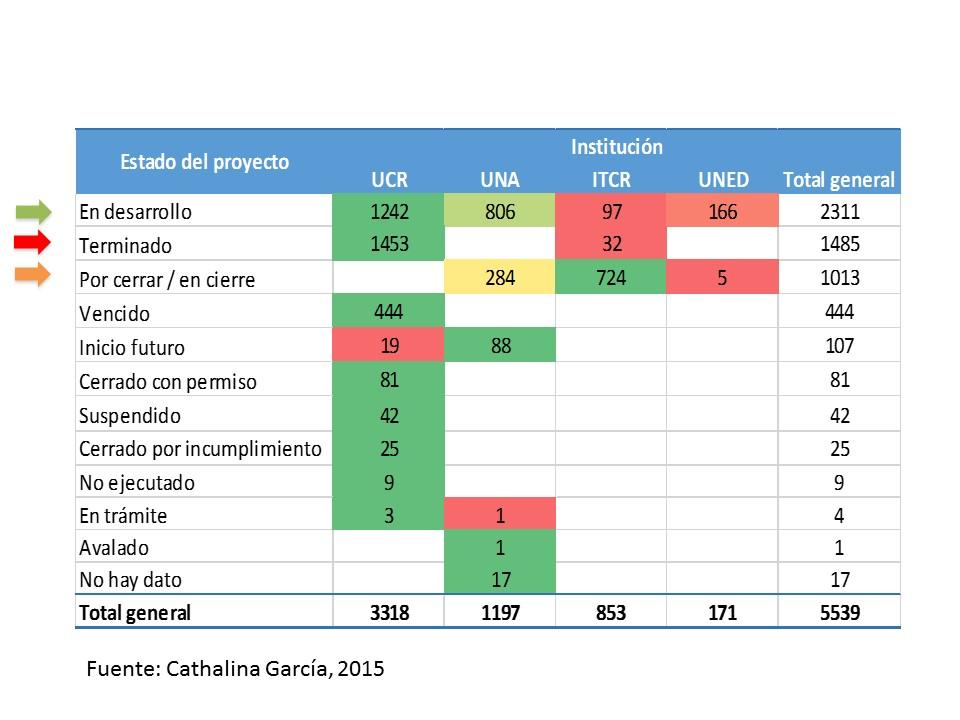 Estado del proyecto Institución
UCR UNA ITCR UNED Total general
En desarrollo 1242 806 97 166 2311
Terminado 1453 32 1485
Por cerrar / en cierre 284 724 5 1013
Vencido 444 444
Inicio futuro 19 88 107
Cerrado con permiso 81 81
Suspendido 42 42
Cerrado por incumplimiento 25 25
No ejecutado 9 9
En trámite 3 1 4
Avalado 1 1
No hay dato 17 17
Total general 3318 1197 853 171 5539
Fuente: Cathalina García, 2015